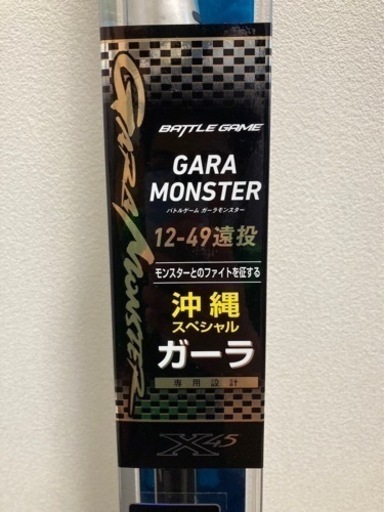 GARA MONSTER
BATTLE GAME
GARA
MONSTER
バトルゲーム ガーラモンスター
12-49遠投
モンスターとのファイトを征する
沖縄
スペシャル
ガーラ
専用設計
X45